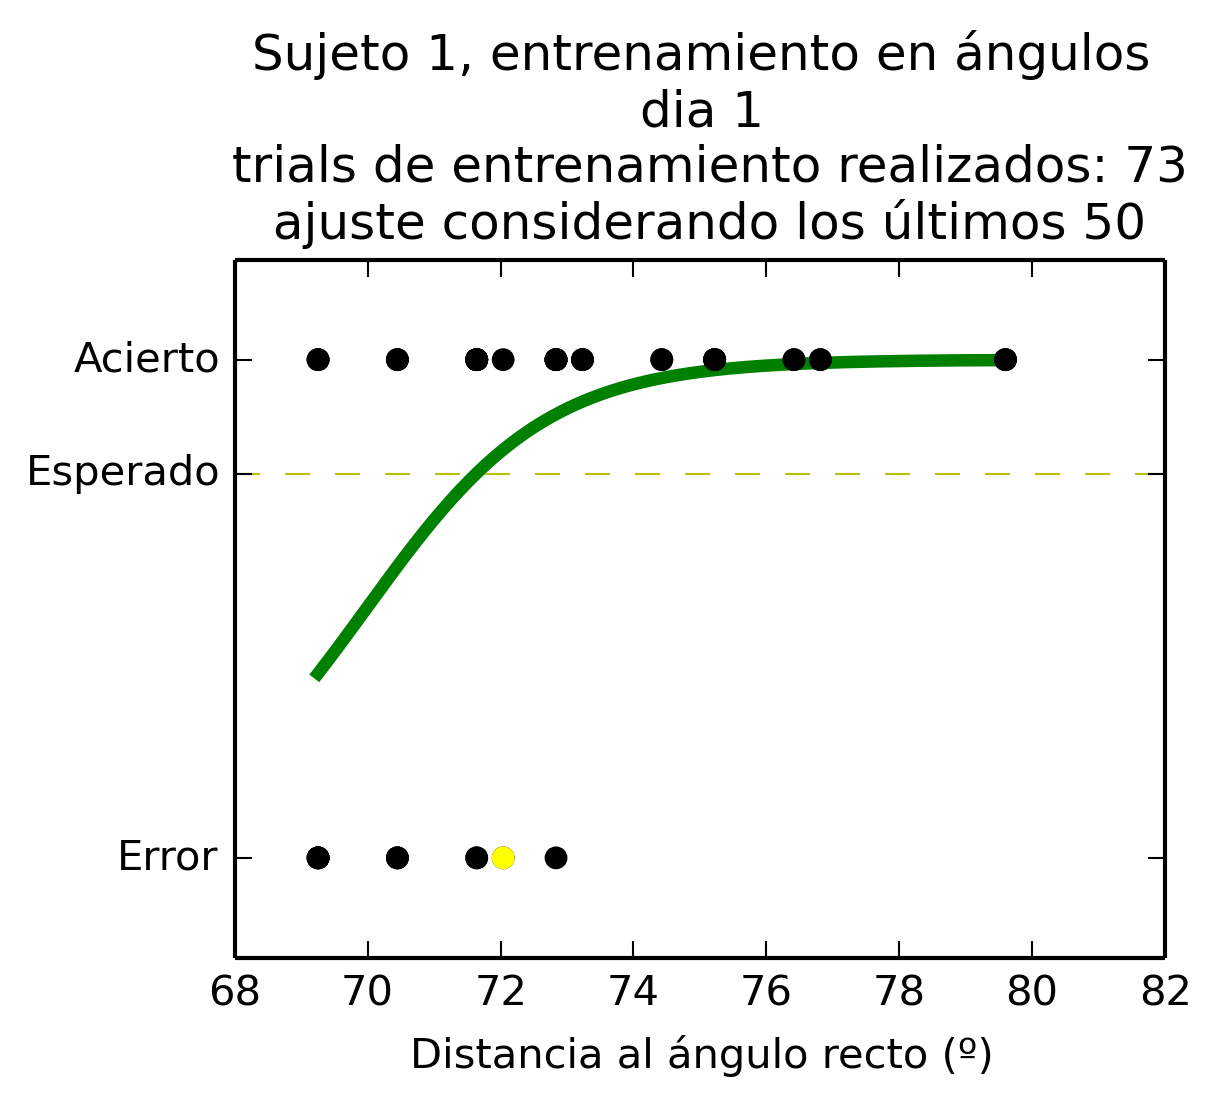 Sujeto 1, entrenamiento en ángulos
dia 1
trials de entrenamiento realizados: 73
ajuste considerando los últimos 50
Acierto
Esperado
Error
68 70 72 74 76 78 80 82
Distancia al ángulo recto (º)